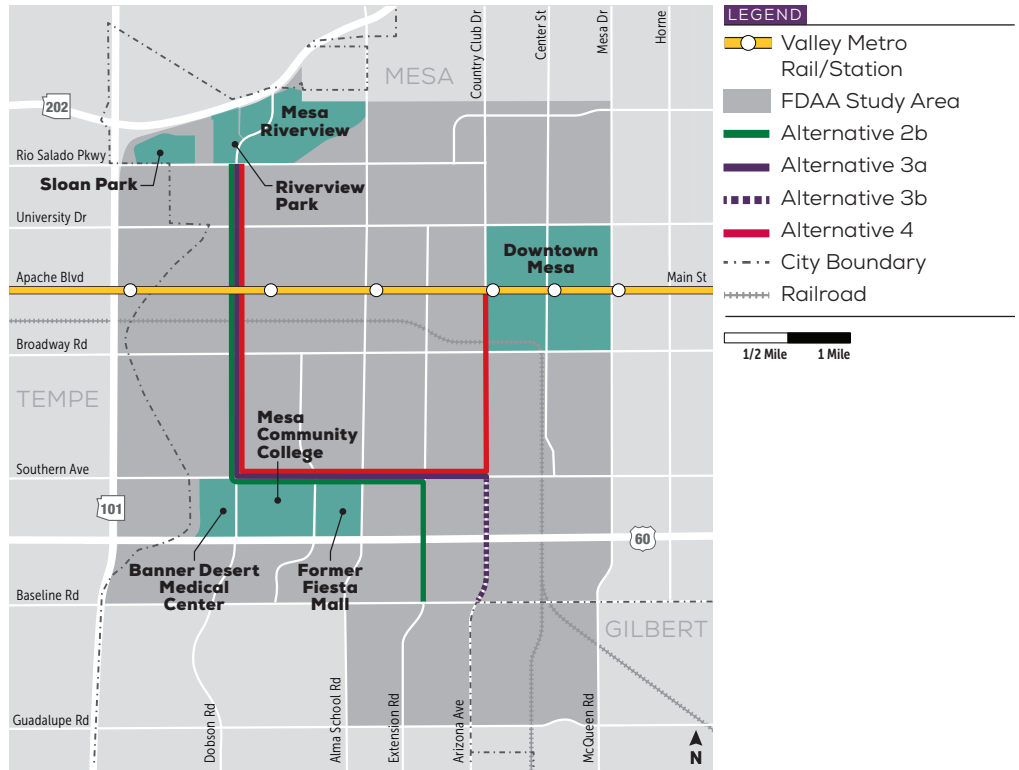 Country Club Dr
Center St
Mesa Dr
Horne
MESA
202
Mesa
Riverview
Rio Salado Pkwy
Sloan Park
Riverview
Park
University Dr
Downtown
Mesa
Apache Blvd
Main St
Broadway Rd
TEMPE
Mesa
Community
College
Southern Ave
101
60
Banner Desert
Medical
Center
Former
Fiesta
Mall
Baseline Rd
GILBERT
Guadalupe Rd
Dobson Rd
Alma School Rd
Extension Rd
Arizona Ave
McQueen Rd
N
LEGEND
Valley Metro
Rail/Station
FDAA Study Area
Alternative 2b
Alternative 3a
Alternative 3b
Alternative 4
City Boundary
Railroad
1/2 Mile
1 Mile